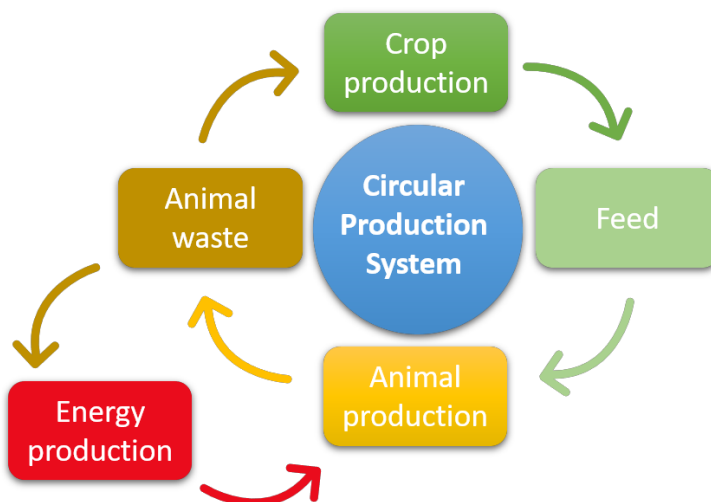 Crop
production
Animal
waste
Circular
Production
System
Feed
Animal
production
Energy
production